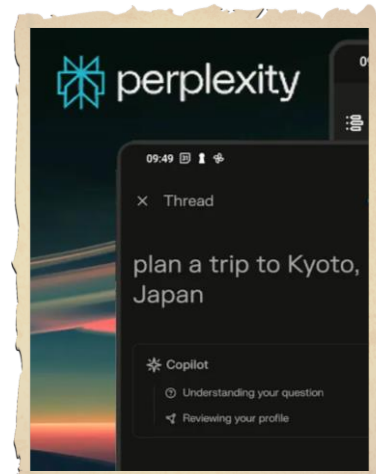 perplexity
09:49
Thread
plan a trip to Kyoto,
Japan
Copilot
Understanding your question
Reviewing your profile